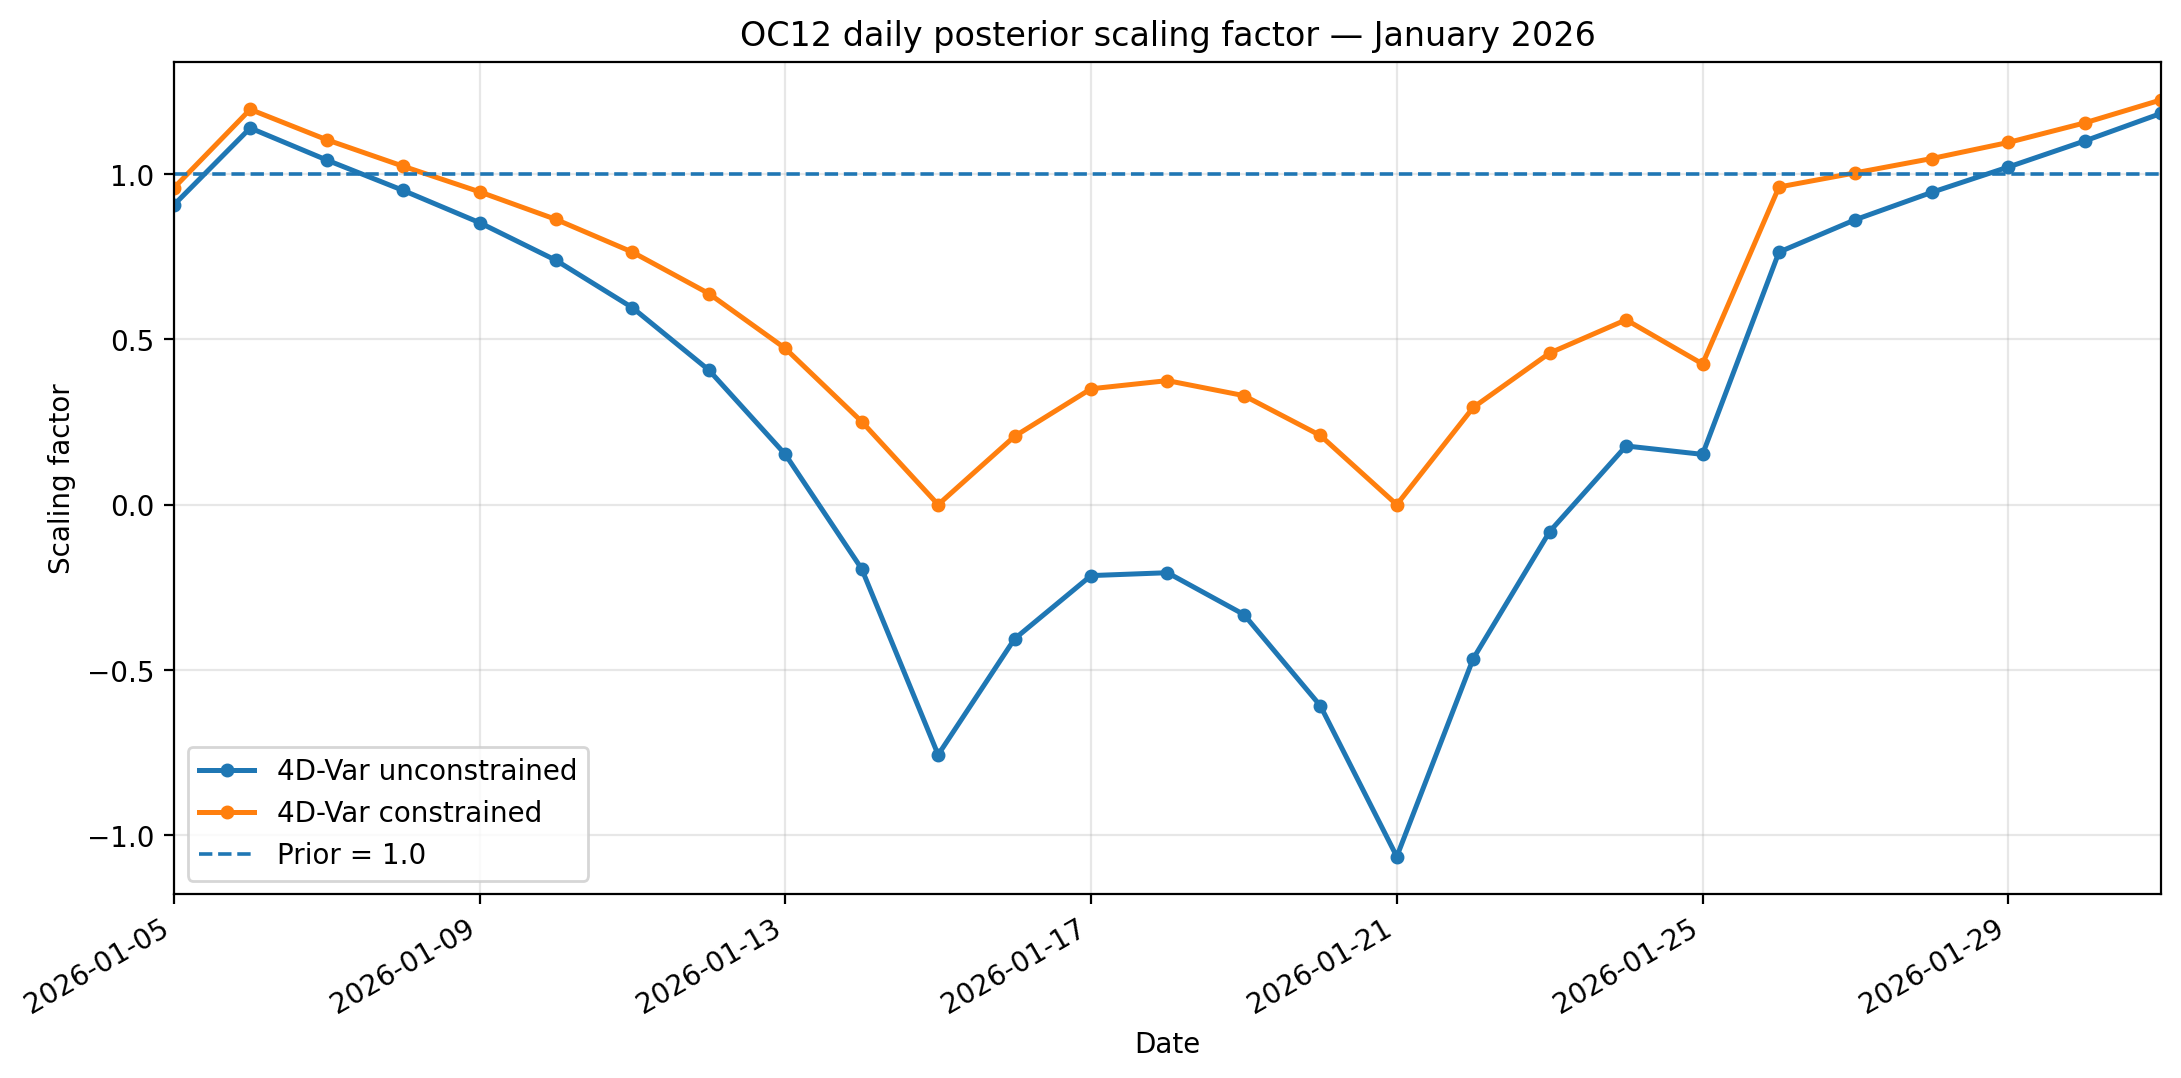 OC12 daily posterior scaling factor — January 2026
Scaling factor
1.0
0.5
0.0
−0.5
−1.0
4D-Var unconstrained
4D-Var constrained
Prior = 1.0
2026-01-05
2026-01-09
2026-01-13
2026-01-17
2026-01-21
2026-01-25
2026-01-29
Date